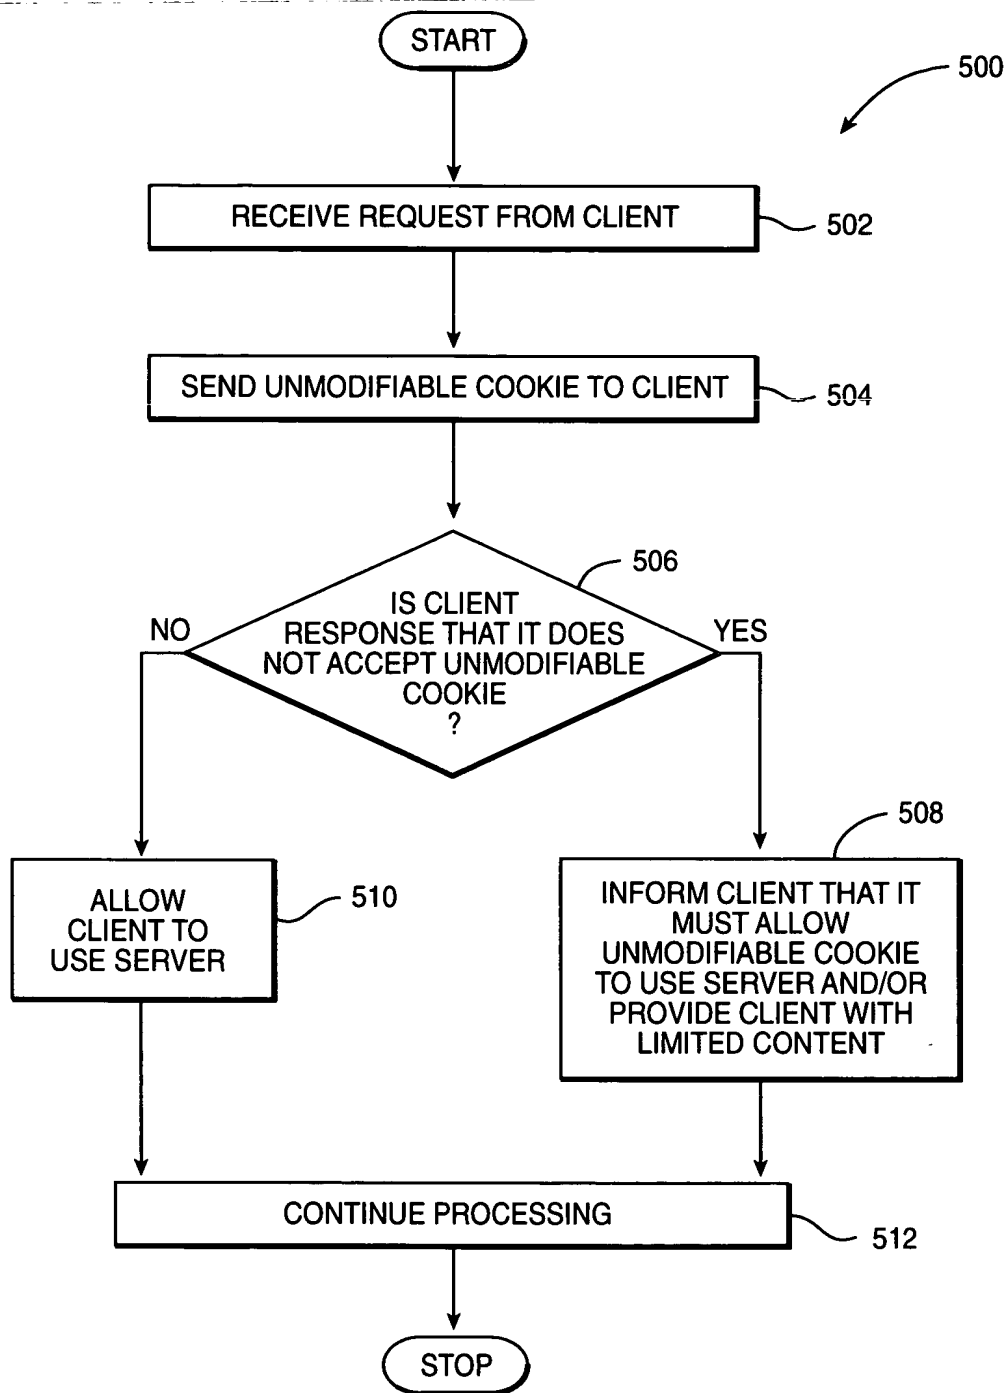 START
500
RECEIVE REQUEST FROM CLIENT
502
SEND UNMODIFIABLE COOKIE TO CLIENT
504
506
IS CLIENT
RESPONSE THAT IT DOES
NOT ACCEPT UNMODIFIABLE
COOKIE
?
NO
YES
508
ALLOW
CLIENT TO
USE SERVER
510
INFORM CLIENT THAT IT
MUST ALLOW
UNMODIFIABLE COOKIE
TO USE SERVER AND/OR
PROVIDE CLIENT WITH
LIMITED CONTENT
CONTINUE PROCESSING
512
STOP